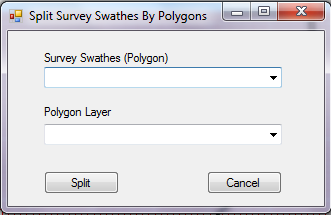 Split Survey Swathes By Polygons
Survey Swathes (Polygon)
Polygon Layer
Split
Cancel